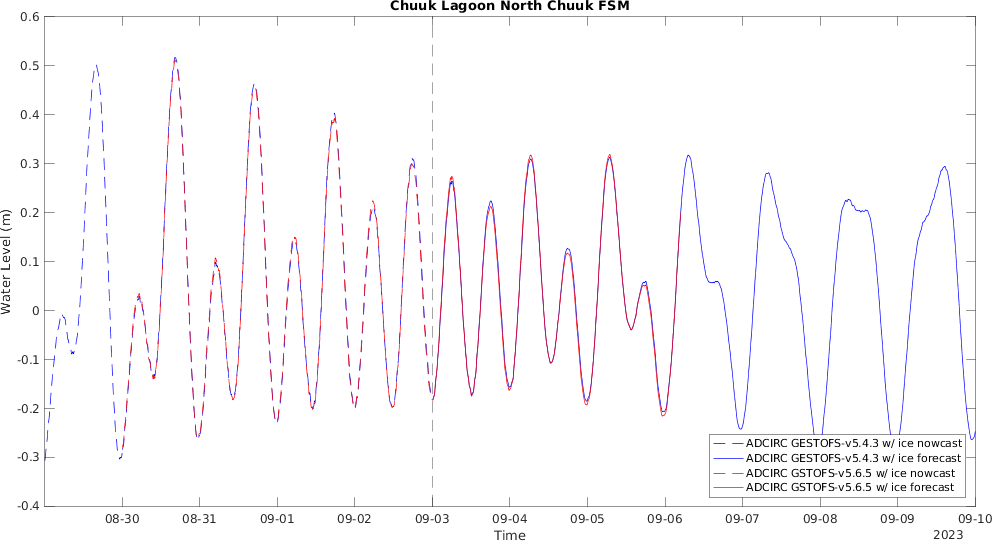 Chuuk Lagoon North Chuuk FSM
0.6
0.5
0.4
0.3
0.2
0.1
0
-0.1
-0.2
-0.3
-0.4
Water Level (m)
ADCIRC GESTOFS-v5.4.3 w/ ice nowcast
ADCIRC GESTOFS-v5.4.3 w/ ice forecast
ADCIRC GSTOFS-v5.6.5 w/ ice nowcast
ADCIRC GSTOFS-v5.6.5 w/ ice forecast
08-30 08-31 09-01 09-02 09-03 09-04 09-05 09-06 09-07 09-08 09-09 09-10
Time
2023